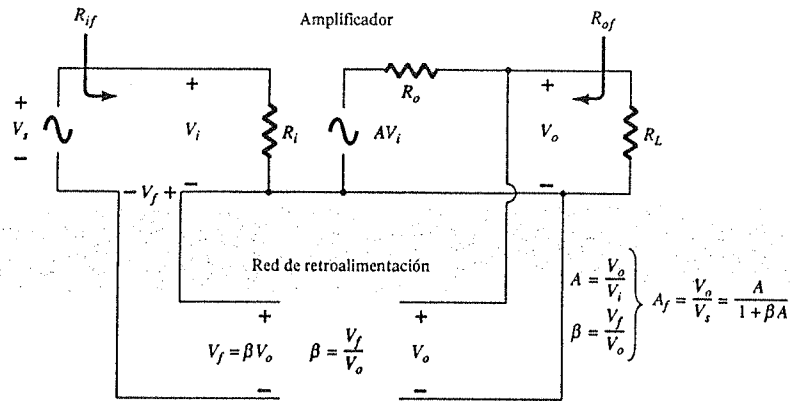 Amplificador
R_if
R_of
+
V_s
−
+
V_i
−
R_i
AV_i
R_o
+
V_o
−
R_L
− V_f +
Red de retroalimentación
+
V_f = βV_o
−
β = V_f/V_o
+
V_o
−
A = V_o/V_i
β = V_f/V_o
A_f = V_o/V_s = A/(1 + βA)